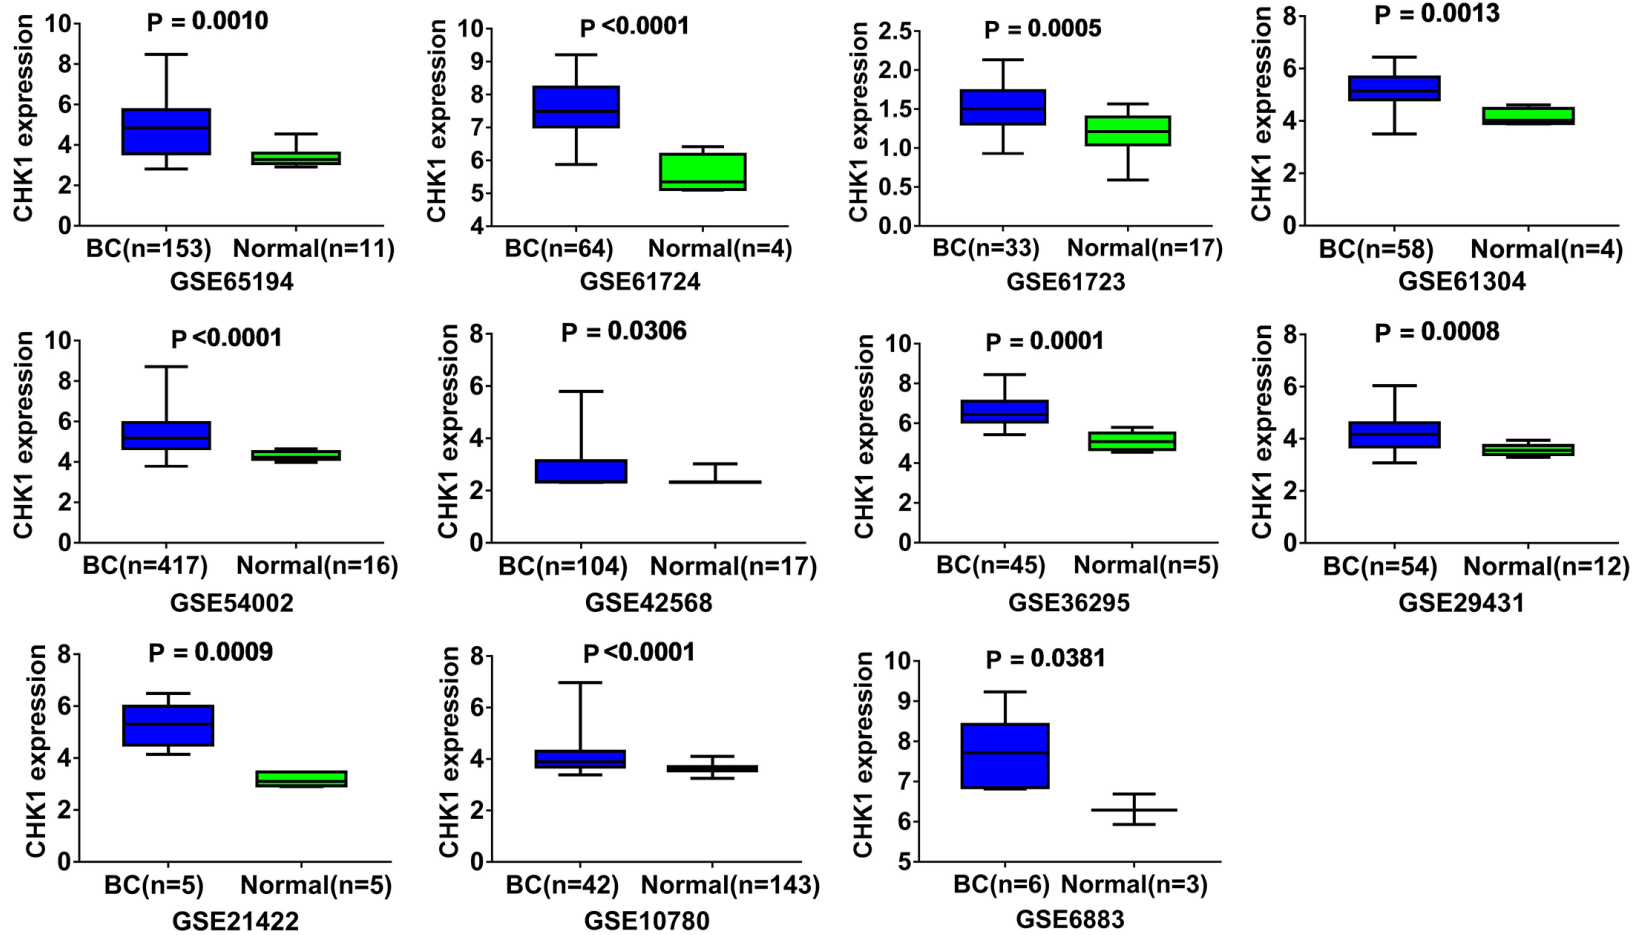 P = 0.0010
CHK1 expression
10
8
6
4
2
0
BC(n=153) Normal(n=11)
GSE65194
P <0.0001
CHK1 expression
10
9
8
7
6
5
4
BC(n=64) Normal(n=4)
GSE61724
P = 0.0005
CHK1 expression
2.5
2.0
1.5
1.0
0.5
0.0
BC(n=33) Normal(n=17)
GSE61723
P = 0.0013
CHK1 expression
8
6
4
2
0
BC(n=58) Normal(n=4)
GSE61304
P <0.0001
CHK1 expression
10
8
6
4
2
0
BC(n=417) Normal(n=16)
GSE54002
P = 0.0306
CHK1 expression
8
6
4
2
0
BC(n=104) Normal(n=17)
GSE42568
P = 0.0001
CHK1 expression
10
8
6
4
2
0
BC(n=45) Normal(n=5)
GSE36295
P = 0.0008
CHK1 expression
8
6
4
2
0
BC(n=54) Normal(n=12)
GSE29431
P = 0.0009
CHK1 expression
8
6
4
2
0
BC(n=5) Normal(n=5)
GSE21422
P <0.0001
CHK1 expression
8
6
4
2
0
BC(n=42) Normal(n=143)
GSE10780
P = 0.0381
CHK1 expression
10
9
8
7
6
5
BC(n=6) Normal(n=3)
GSE6883